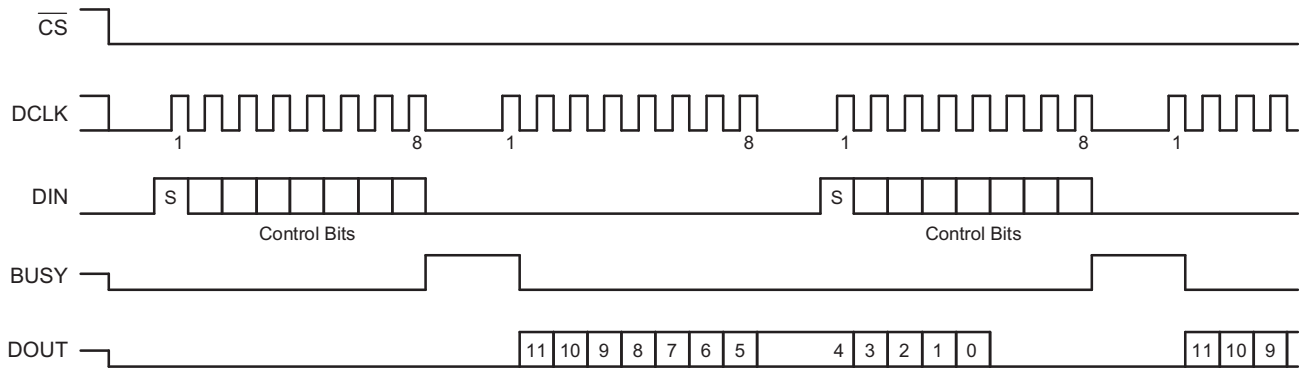 CS
DCLK
1 8 1 8 1 8 1
DIN
S S
Control Bits Control Bits
BUSY
DOUT
11 10 9 8 7 6 5 4 3 2 1 0 11 10 9